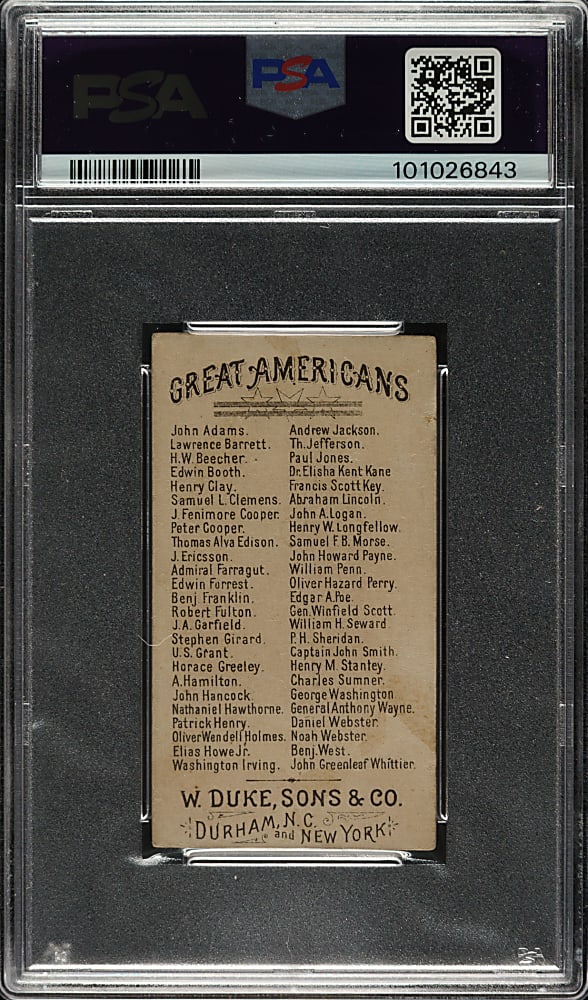 PSA
PSA
101026843
GREAT AMERICANS
John Adams. Andrew Jackson.
Lawrence Barrett. Th. Jefferson.
H.W. Beecher. Paul Jones.
Edwin Booth. Dr. Elisha Kent Kane
Henry Clay. Francis Scott Key.
Samuel L. Clemens. Abraham Lincoln.
J. Fenimore Cooper. John A. Logan.
Peter Cooper. Henry W. Longfellow.
Thomas Alva Edison. Samuel F. B. Morse.
J. Ericsson. John Howard Payne.
Admiral Farragut. William Penn.
Edwin Forrest. Oliver Hazard Perry.
Benj. Franklin. Edgar A. Poe.
Robert Fulton. Gen. Winfield Scott.
J. A. Garfield. William H. Seward
Stephen Girard. P. H. Sheridan.
U. S. Grant. Captain John Smith.
Horace Greeley. Henry M. Stanley.
A. Hamilton. Charles Sumner.
John Hancock. George Washington
Nathaniel Hawthorne. General Anthony Wayne.
Patrick Henry. Daniel Webster.
Oliver Wendell Holmes. Noah Webster.
Elias Howe Jr. Benj. West.
Washington Irving. John Greenleaf Whittier.
W. DUKE, SONS & CO.
DURHAM, N.C. and NEW YORK.